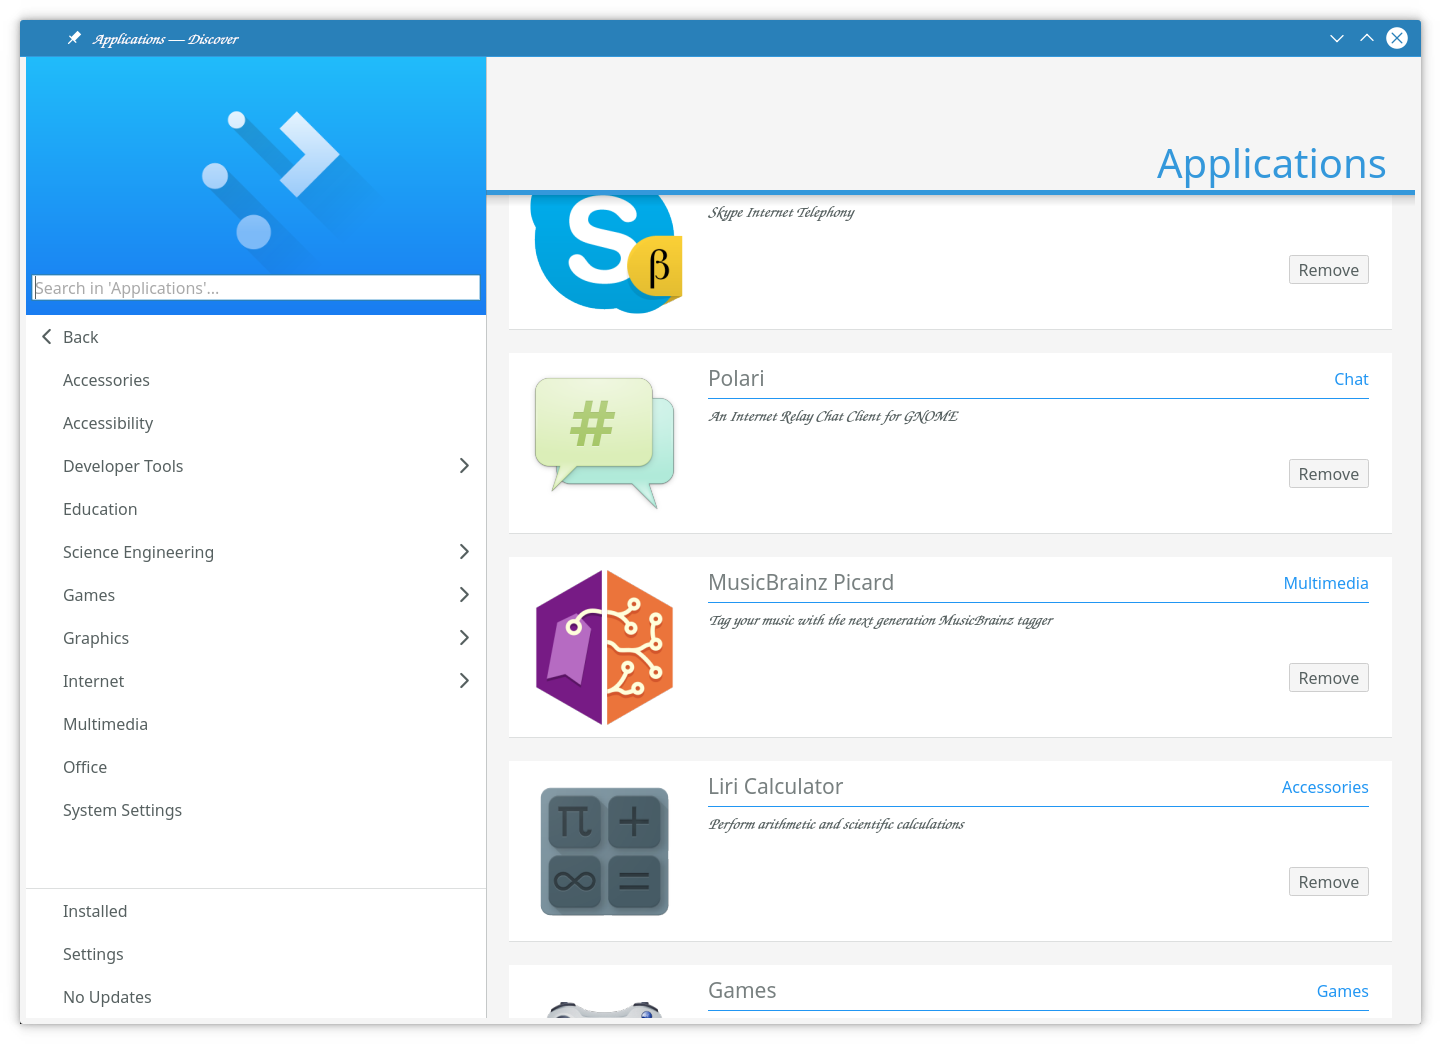 Applications — Discover
Search in 'Applications'...
Back
Accessories
Accessibility
Developer Tools
Education
Science Engineering
Games
Graphics
Internet
Multimedia
Office
System Settings
Installed
Settings
No Updates
Applications
Skype Internet Telephony
S
β
Remove
Polari
Chat
#
An Internet Relay Chat Client for GNOME
Remove
MusicBrainz Picard
Multimedia
Tag your music with the next generation MusicBrainz tagger
Remove
Liri Calculator
Accessories
π +
∞ =
Perform arithmetic and scientific calculations
Remove
Games
Games